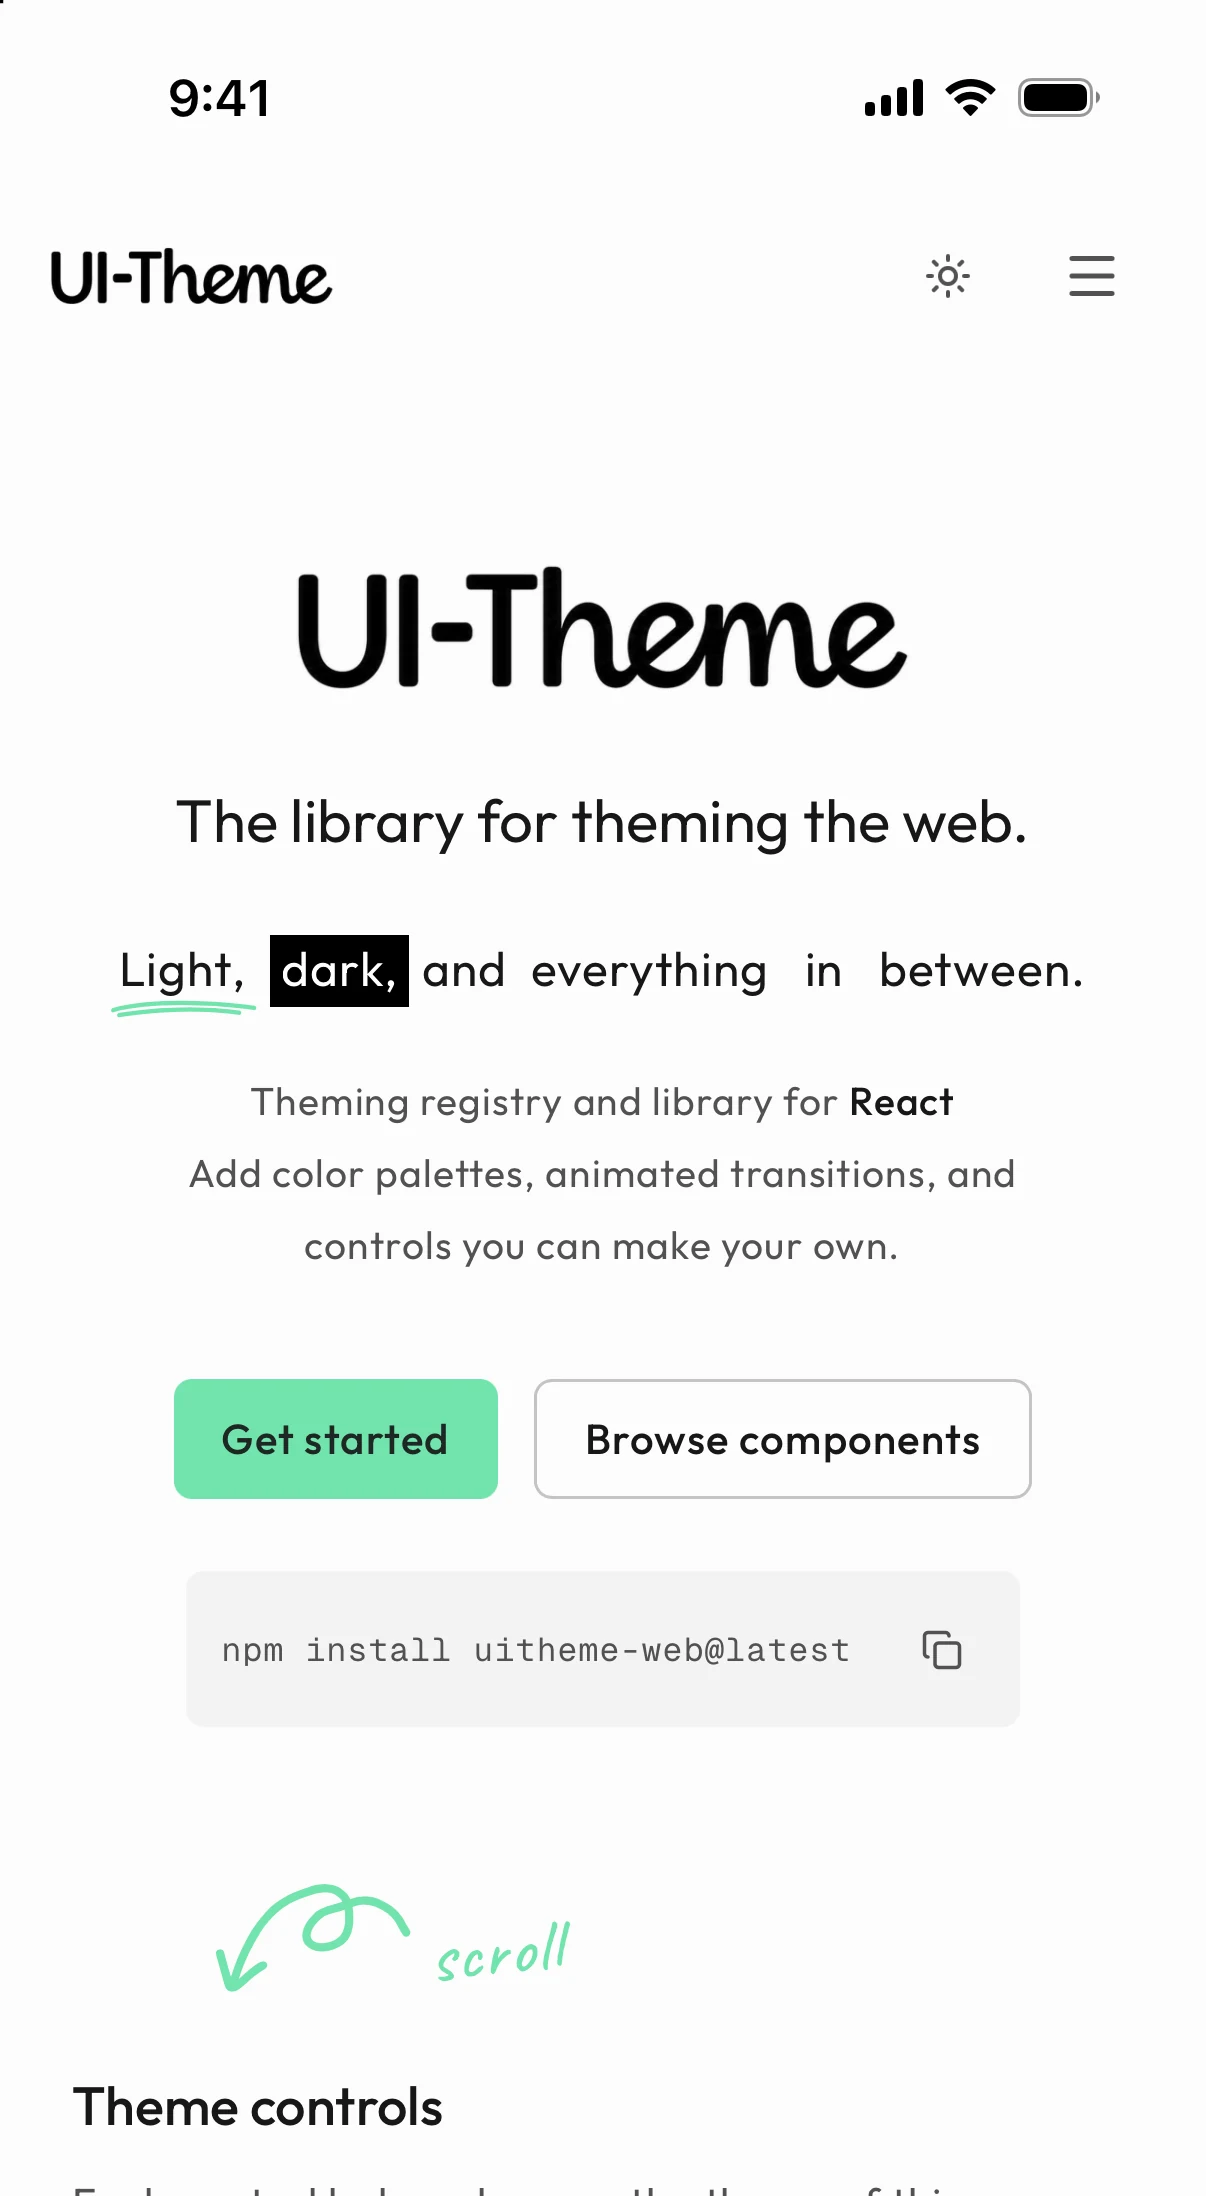 9:41
UI-Theme
UI-Theme
The library for theming the web.
Light, dark, and everything in between.
Theming registry and library for React
Add color palettes, animated transitions, and
controls you can make your own.
Get started
Browse components
npm install uitheme-web@latest
scroll
Theme controls